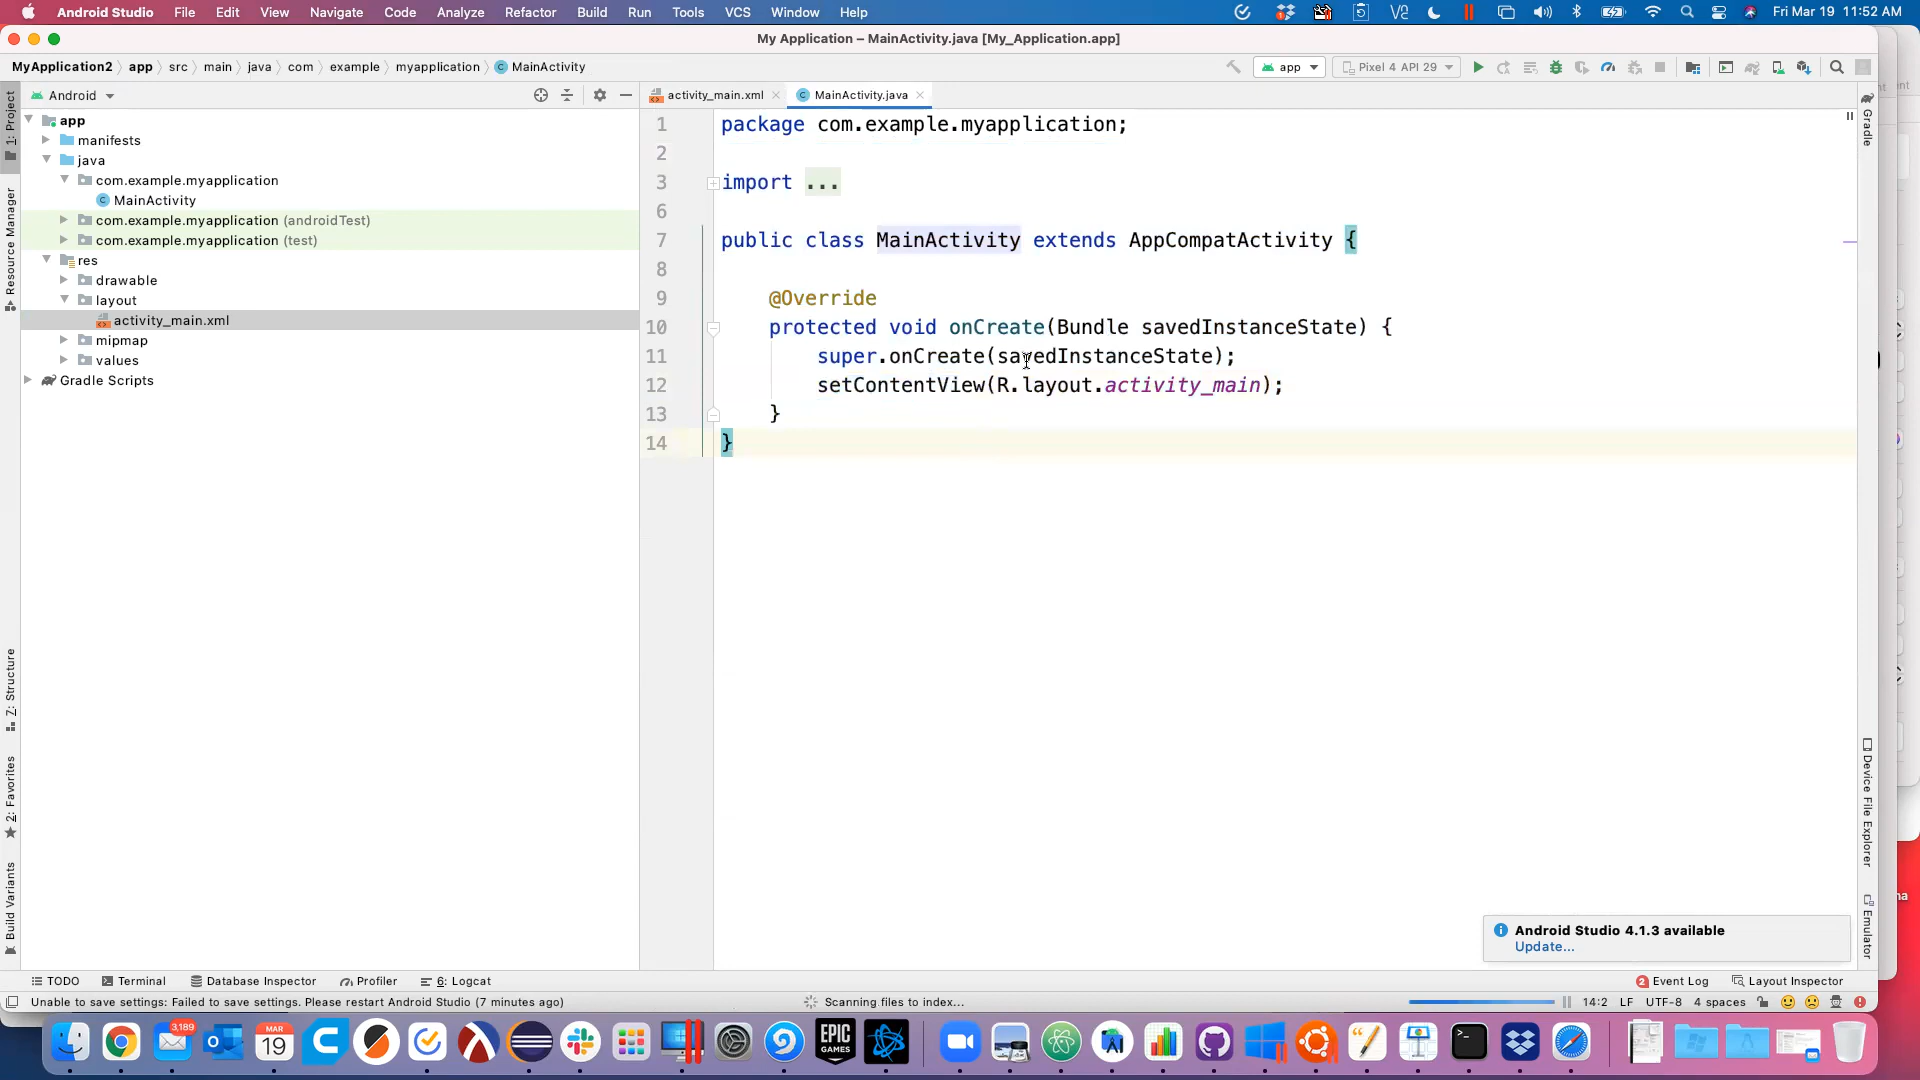 Android Studio File Edit View Navigate Code Analyze Refactor Build Run Tools VCS Window Help Fri Mar 19 11:52 AM
My Application – MainActivity.java [My_Application.app]
MyApplication2 app src main java com example myapplication MainActivity app Pixel 4 API 29
Android
activity_main.xml MainActivity.java
app
manifests
java
com.example.myapplication
MainActivity
com.example.myapplication (androidTest)
com.example.myapplication (test)
res
drawable
layout
activity_main.xml
mipmap
values
Gradle Scripts
1: Project
Resource Manager
Z: Structure
2: Favorites
Build Variants
1 package com.example.myapplication;
2
3 import ...
6
7 public class MainActivity extends AppCompatActivity {
8
9 @Override
10 protected void onCreate(Bundle savedInstanceState) {
11 super.onCreate(savedInstanceState);
12 setContentView(R.layout.activity_main);
13 }
14 }
Gradle
Device File Explorer
Emulator
Android Studio 4.1.3 available
Update...
TODO Terminal Database Inspector Profiler 6: Logcat 2 Event Log Layout Inspector
Unable to save settings: Failed to save settings. Please restart Android Studio (7 minutes ago) Scanning files to index... 14:2 LF UTF-8 4 spaces
3,189
MAR
19
EPIC
GAMES